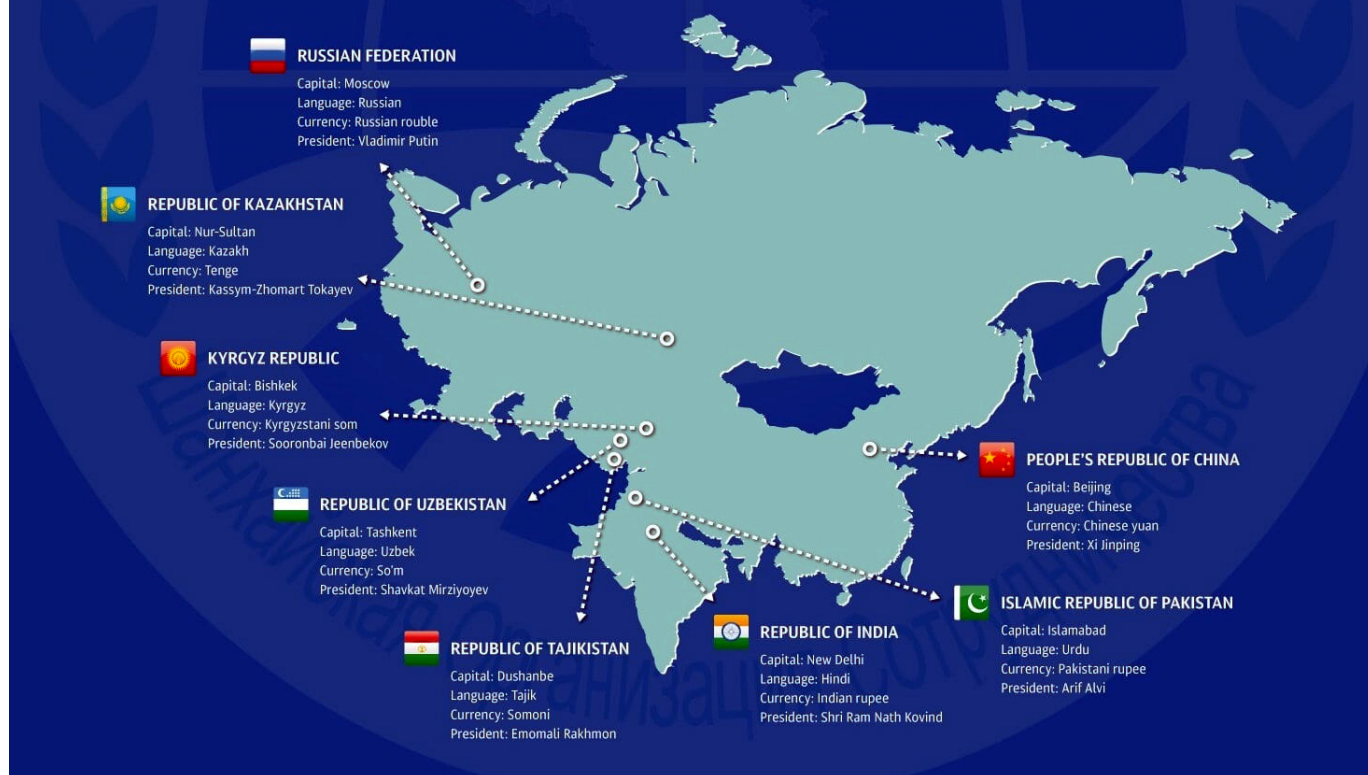 RUSSIAN FEDERATION
Capital: Moscow
Language: Russian
Currency: Russian rouble
President: Vladimir Putin
REPUBLIC OF KAZAKHSTAN
Capital: Nur-Sultan
Language: Kazakh
Currency: Tenge
President: Kassym-Zhomart Tokayev
KYRGYZ REPUBLIC
Capital: Bishkek
Language: Kyrgyz
Currency: Kyrgyzstani som
President: Sooronbai Jeenbekov
REPUBLIC OF UZBEKISTAN
Capital: Tashkent
Language: Uzbek
Currency: So'm
President: Shavkat Mirziyoyev
REPUBLIC OF TAJIKISTAN
Capital: Dushanbe
Language: Tajik
Currency: Somoni
President: Emomali Rakhmon
REPUBLIC OF INDIA
Capital: New Delhi
Language: Hindi
Currency: Indian rupee
President: Shri Ram Nath Kovind
ISLAMIC REPUBLIC OF PAKISTAN
Capital: Islamabad
Language: Urdu
Currency: Pakistani rupee
President: Arif Alvi
PEOPLE'S REPUBLIC OF CHINA
Capital: Beijing
Language: Chinese
Currency: Chinese yuan
President: Xi Jinping
Шанхайская Организация Сотрудничества